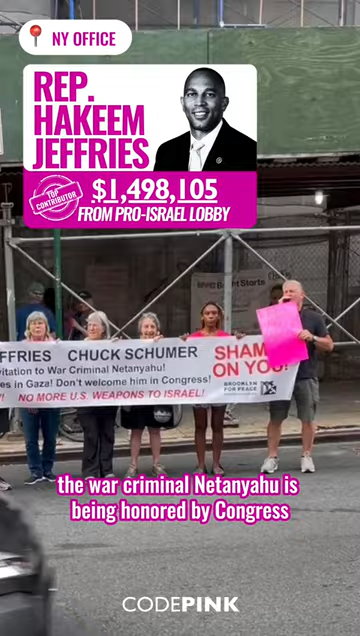 NY OFFICE
REP.
HAKEEM
JEFFRIES
TOP
CONTRIBUTOR
$1,498,105
FROM PRO-ISRAEL LOBBY
FFRIES CHUCK SCHUMER
vitation to War Criminal Netanyahu!
es in Gaza! Don't welcome him in Congress!
NO MORE U.S. WEAPONS TO ISRAEL!
SHAM
ON YOU!
BROOKLYN
FOR PEACE
the war criminal Netanyahu is
being honored by Congress
CODEPINK